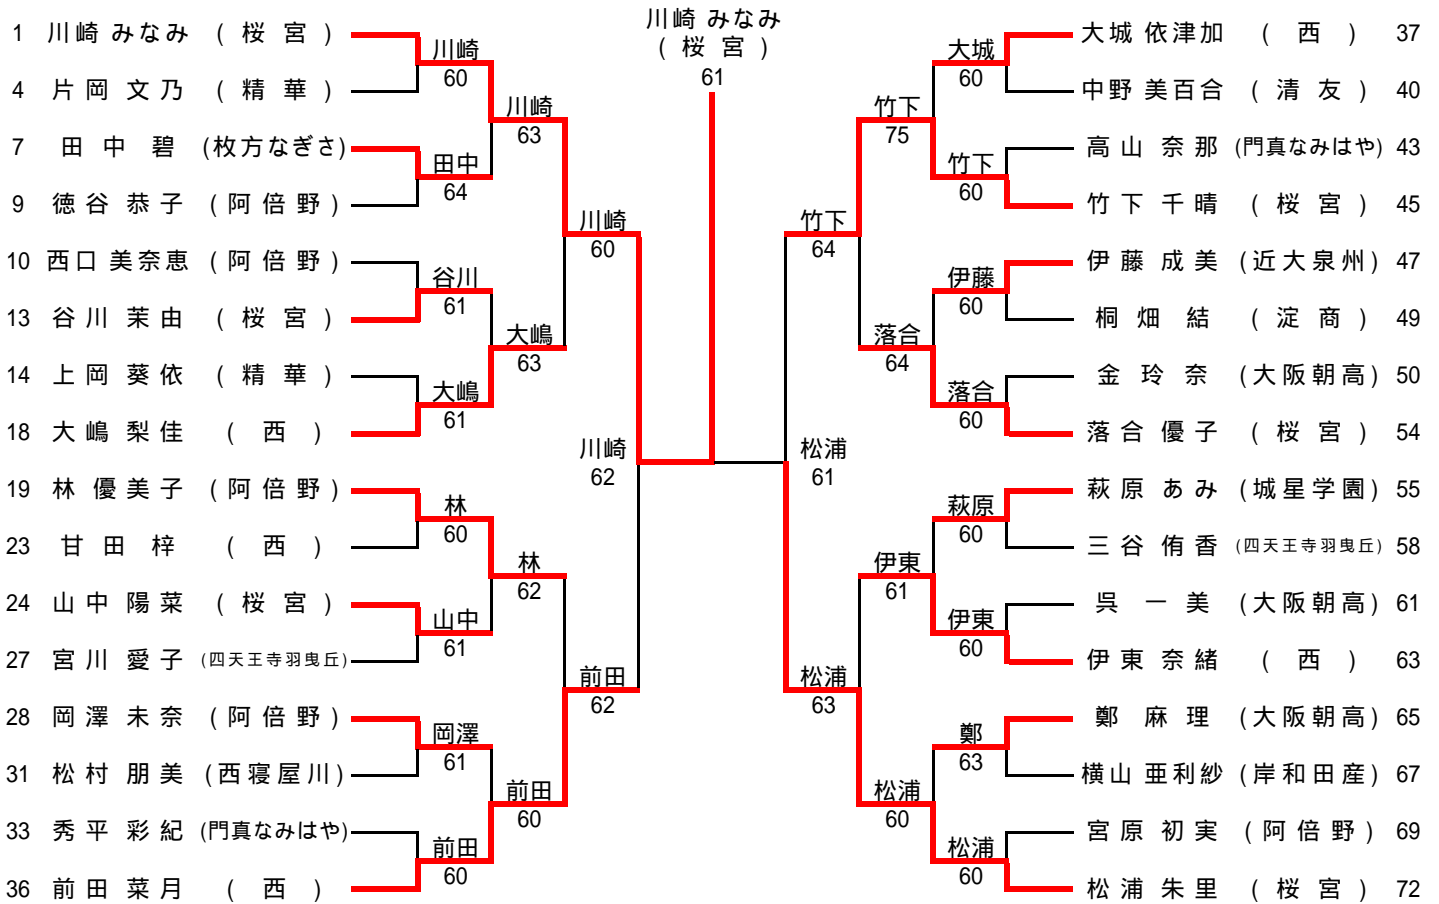 川崎 みなみ
( 桜 宮 )
61
1 川崎 みなみ ( 桜 宮 )
4 片岡 文乃 ( 精 華 )
7 田 中 碧 (枚方なぎさ)
9 徳谷 恭子 (阿倍野)
10 西口 美奈恵 (阿倍野)
13 谷川 茉由 ( 桜 宮 )
14 上岡 葵依 ( 精 華 )
18 大嶋 梨佳 ( 西 )
19 林 優美子 (阿倍野)
23 甘 田 梓 ( 西 )
24 山中 陽菜 ( 桜 宮 )
27 宮川 愛子 (四天王寺羽曳丘)
28 岡澤 未奈 (阿倍野)
31 松村 朋美 (西寝屋川)
33 秀平 彩紀 (門真なみはや)
36 前田 菜月 ( 西 )
川崎
60
田中
64
谷川
61
大嶋
61
林
60
山中
61
岡澤
61
前田
60
川崎
63
大嶋
63
林
62
前田
60
川崎
60
前田
62
川崎
62
松浦
61
竹下
64
松浦
63
竹下
75
落合
64
伊東
61
松浦
60
大城
60
竹下
60
伊藤
60
落合
60
萩原
60
伊東
60
鄭
63
松浦
60
大城 依津加 ( 西 ) 37
中野 美百合 ( 清 友 ) 40
高山 奈那 (門真なみはや) 43
竹下 千晴 ( 桜 宮 ) 45
伊藤 成美 (近大泉州) 47
桐 畑 結 ( 淀 商 ) 49
金 玲奈 (大阪朝高) 50
落合 優子 ( 桜 宮 ) 54
萩原 あみ (城星学園) 55
三谷 侑香 (四天王寺羽曳丘) 58
呉 一美 (大阪朝高) 61
伊東 奈緒 ( 西 ) 63
鄭 麻理 (大阪朝高) 65
横山 亜利紗 (岸和田産) 67
宮原 初実 (阿倍野) 69
松浦 朱里 ( 桜 宮 ) 72